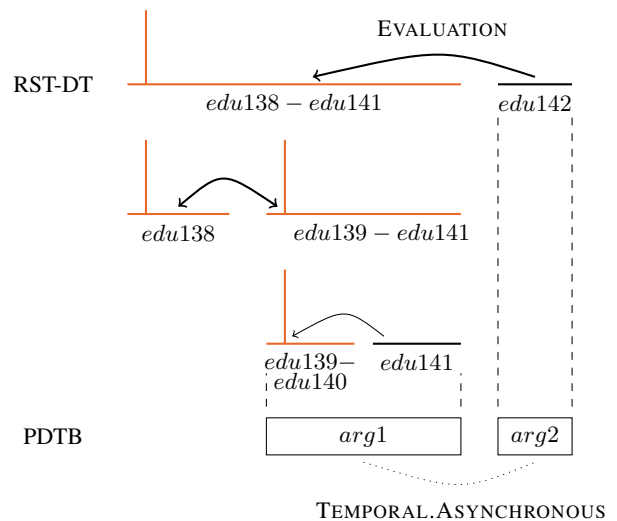 EVALUATION
RST-DT
edu138 − edu141
edu142
edu138
edu139 − edu141
edu139−
edu140
edu141
PDTB
arg1
arg2
TEMPORAL.ASYNCHRONOUS